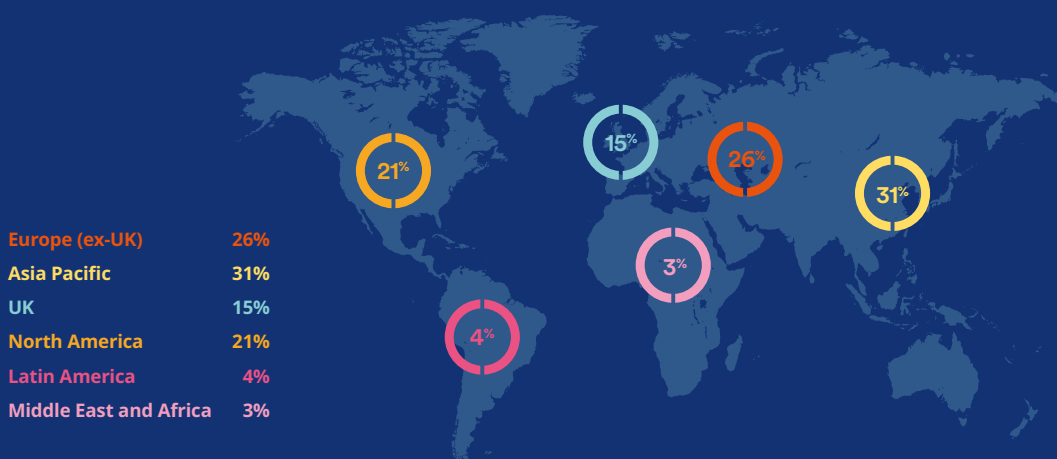 15%
26%
21%
31%
Europe (ex-UK) 26%
Asia Pacific 31%
3%
UK 15%
North America 21%
4%
Latin America 4%
Middle East and Africa 3%